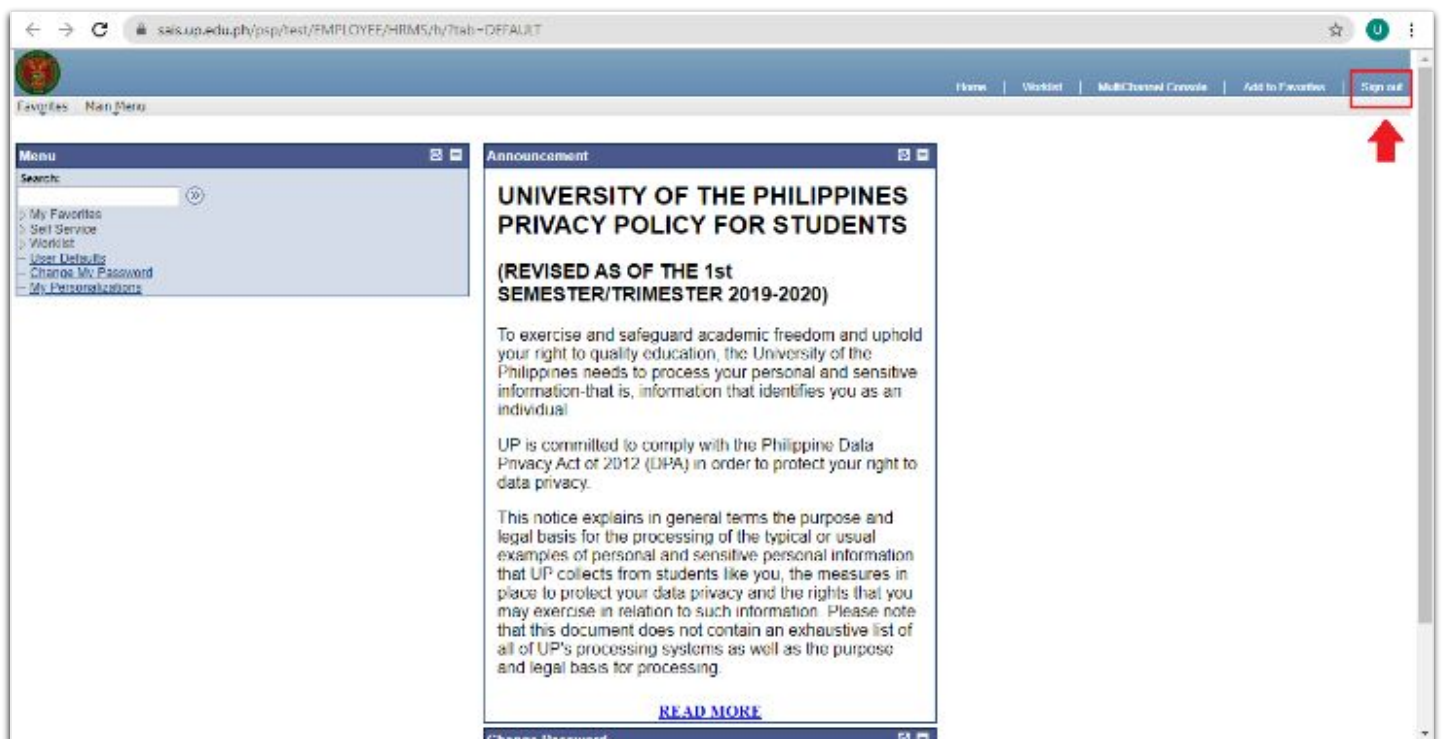 sais.up.edu.ph/psp/test/EMPLOYEE/HRMS/h/?tab=DEFAULT
U
Home | Worklist | MultiChannel Console | Add to Favorites | Sign out
Favorites Main Menu
Menu
Search:
My Favorites
Self Service
Worklist
User Defaults
Change My Password
My Personalizations
Announcement
UNIVERSITY OF THE PHILIPPINES
PRIVACY POLICY FOR STUDENTS
(REVISED AS OF THE 1st
SEMESTER/TRIMESTER 2019-2020)
To exercise and safeguard academic freedom and uphold
your right to quality education, the University of the
Philippines needs to process your personal and sensitive
information-that is, information that identifies you as an
individual
UP is committed to comply with the Philippine Data
Privacy Act of 2012 (DPA) in order to protect your right to
data privacy.
This notice explains in general terms the purpose and
legal basis for the processing of the typical or usual
examples of personal and sensitive personal information
that UP collects from students like you, the measures in
place to protect your data privacy and the rights that you
may exercise in relation to such information. Please note
that this document does not contain an exhaustive list of
all of UP's processing systems as well as the purpose
and legal basis for processing.
READ MORE
Change Password